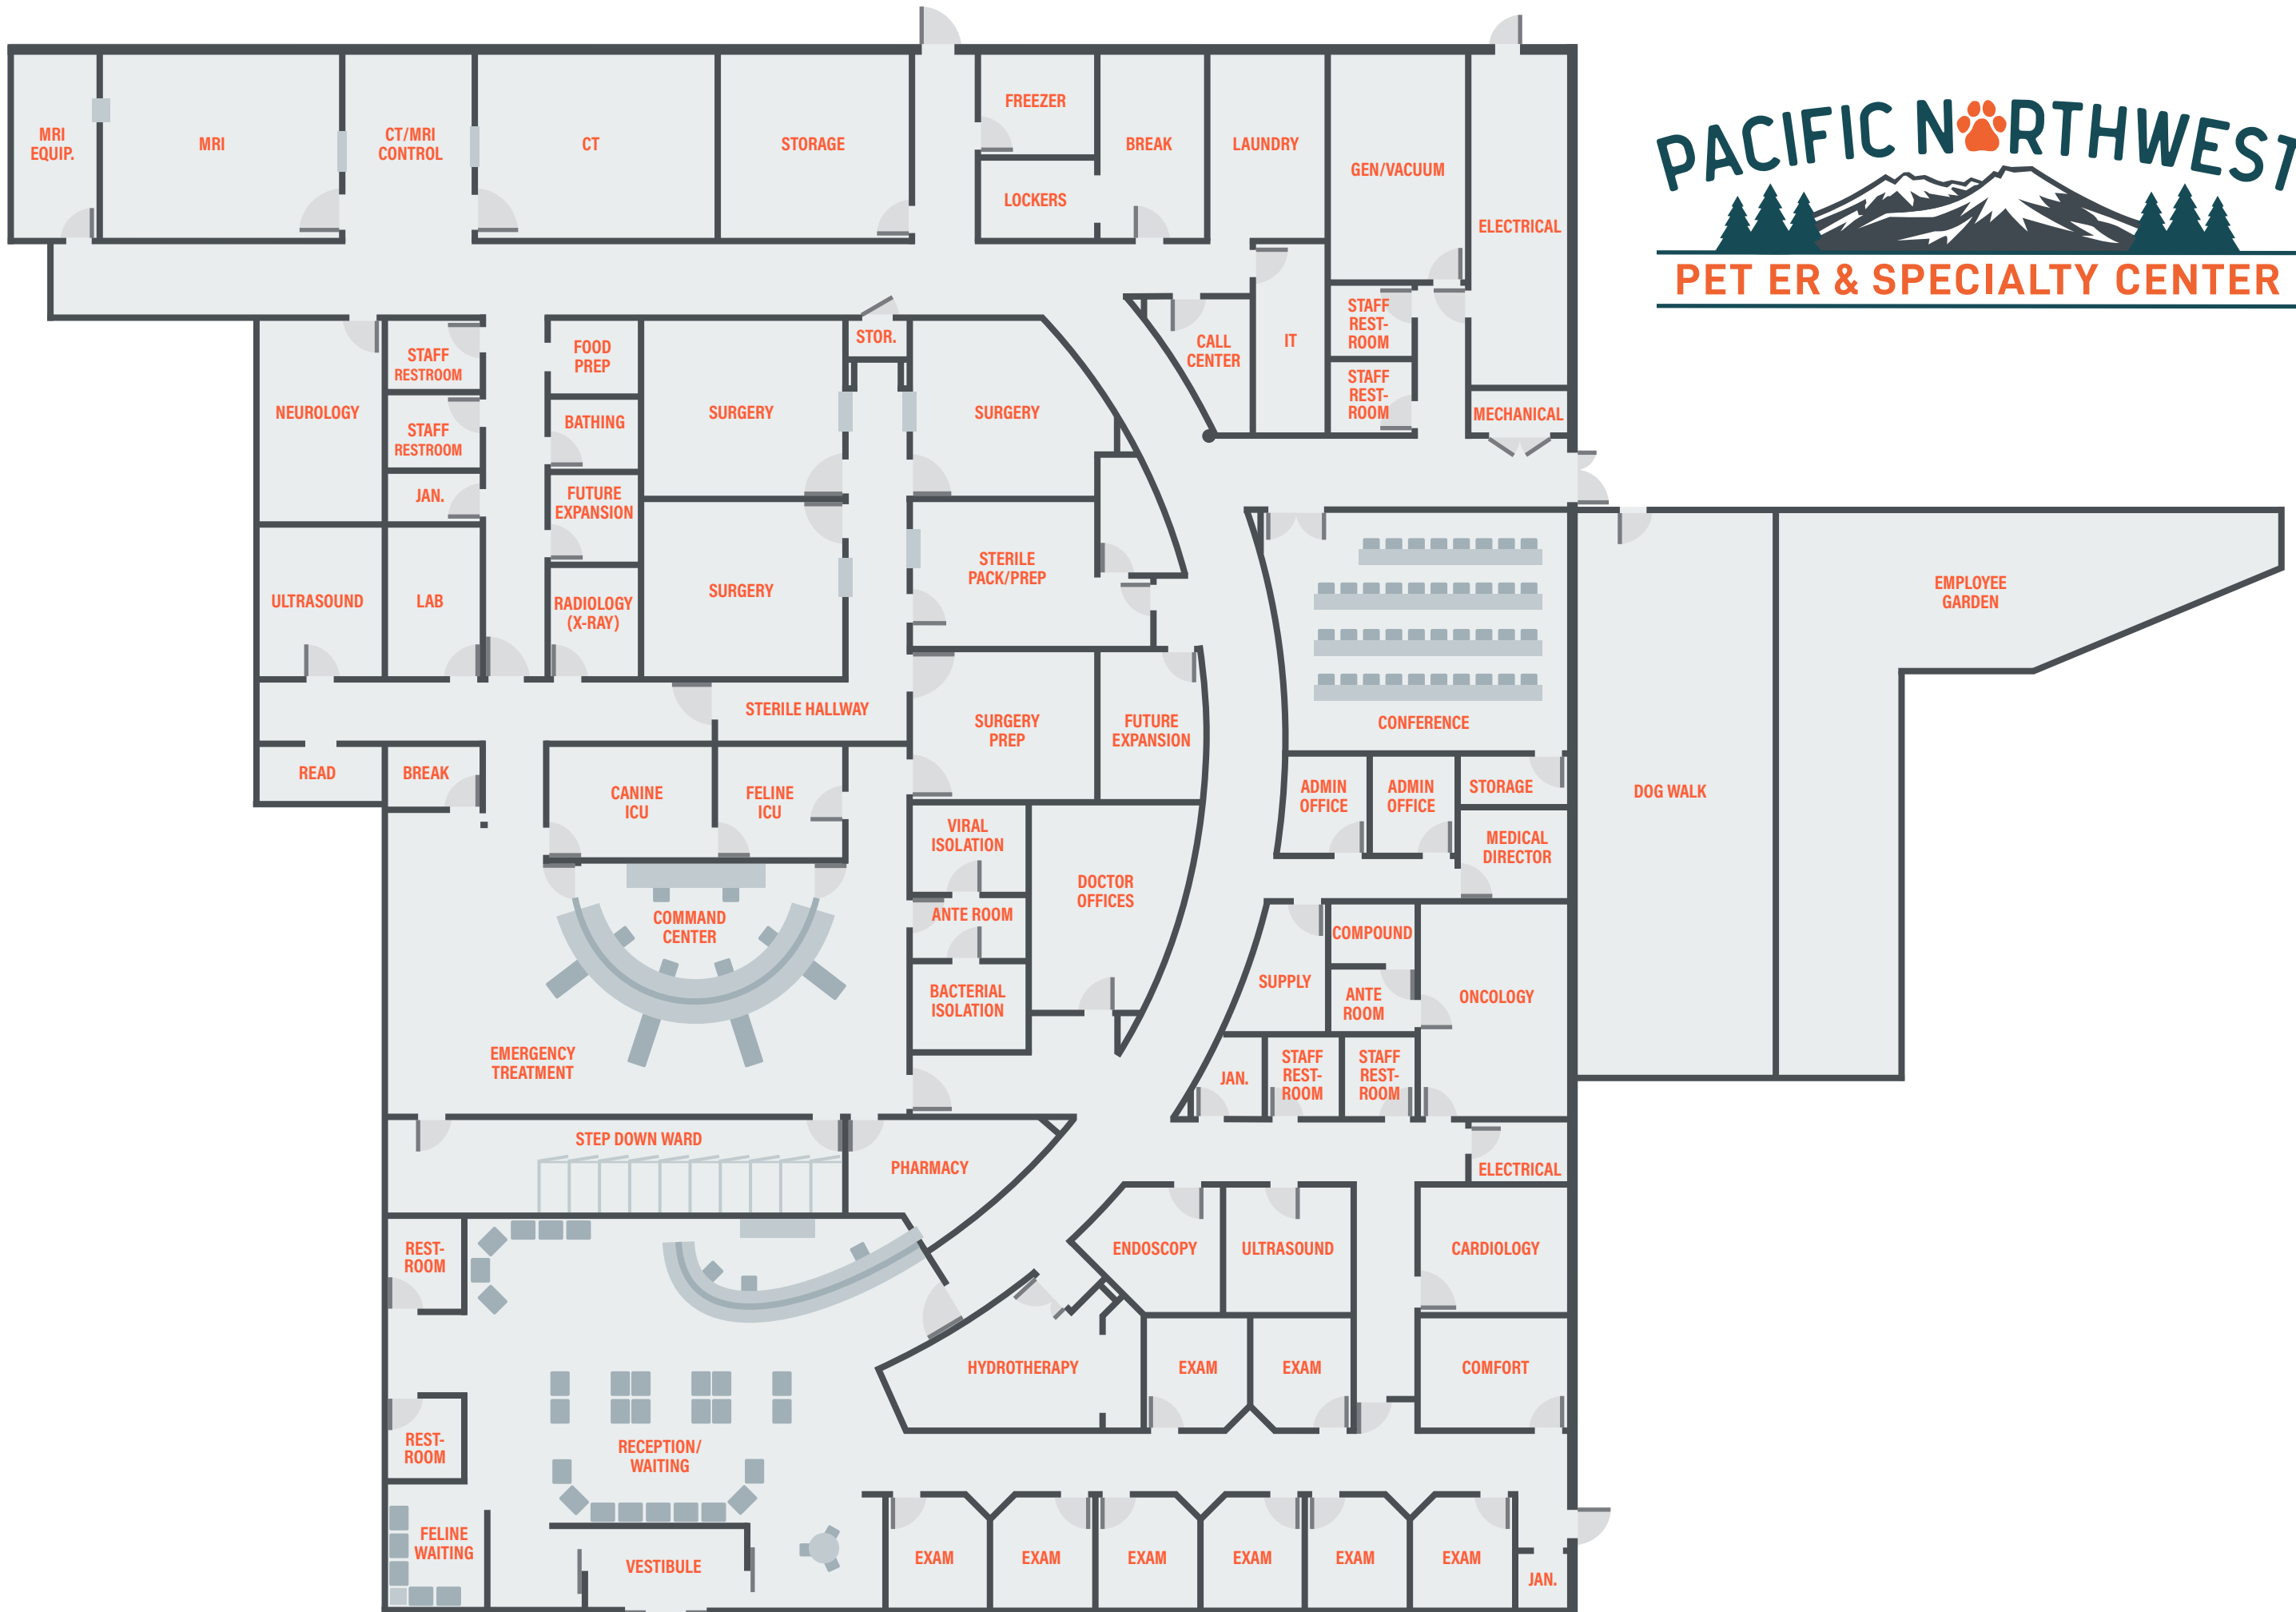 PACIFIC NORTHWEST
PET ER & SPECIALTY CENTER
MRI
EQUIP.
MRI
CT/MRI
CONTROL
CT
STORAGE
FREEZER
LOCKERS
BREAK
LAUNDRY
GEN/VACUUM
ELECTRICAL
STAFF
REST-
ROOM
STAFF
REST-
ROOM
MECHANICAL
CALL
CENTER
IT
NEUROLOGY
STAFF
RESTROOM
STAFF
RESTROOM
JAN.
FOOD
PREP
BATHING
FUTURE
EXPANSION
RADIOLOGY
(X-RAY)
SURGERY
STOR.
SURGERY
SURGERY
STERILE
PACK/PREP
ULTRASOUND
LAB
STERILE HALLWAY
SURGERY
PREP
FUTURE
EXPANSION
CONFERENCE
EMPLOYEE
GARDEN
DOG WALK
READ
BREAK
CANINE
ICU
FELINE
ICU
VIRAL
ISOLATION
ANTE ROOM
BACTERIAL
ISOLATION
DOCTOR
OFFICES
ADMIN
OFFICE
ADMIN
OFFICE
STORAGE
MEDICAL
DIRECTOR
COMMAND
CENTER
EMERGENCY
TREATMENT
SUPPLY
COMPOUND
ANTE
ROOM
ONCOLOGY
JAN.
STAFF
REST-
ROOM
STAFF
REST-
ROOM
STEP DOWN WARD
PHARMACY
ELECTRICAL
REST-
ROOM
ENDOSCOPY
ULTRASOUND
CARDIOLOGY
HYDROTHERAPY
EXAM
EXAM
COMFORT
REST-
ROOM
RECEPTION/
WAITING
FELINE
WAITING
VESTIBULE
EXAM
EXAM
EXAM
EXAM
EXAM
EXAM
JAN.